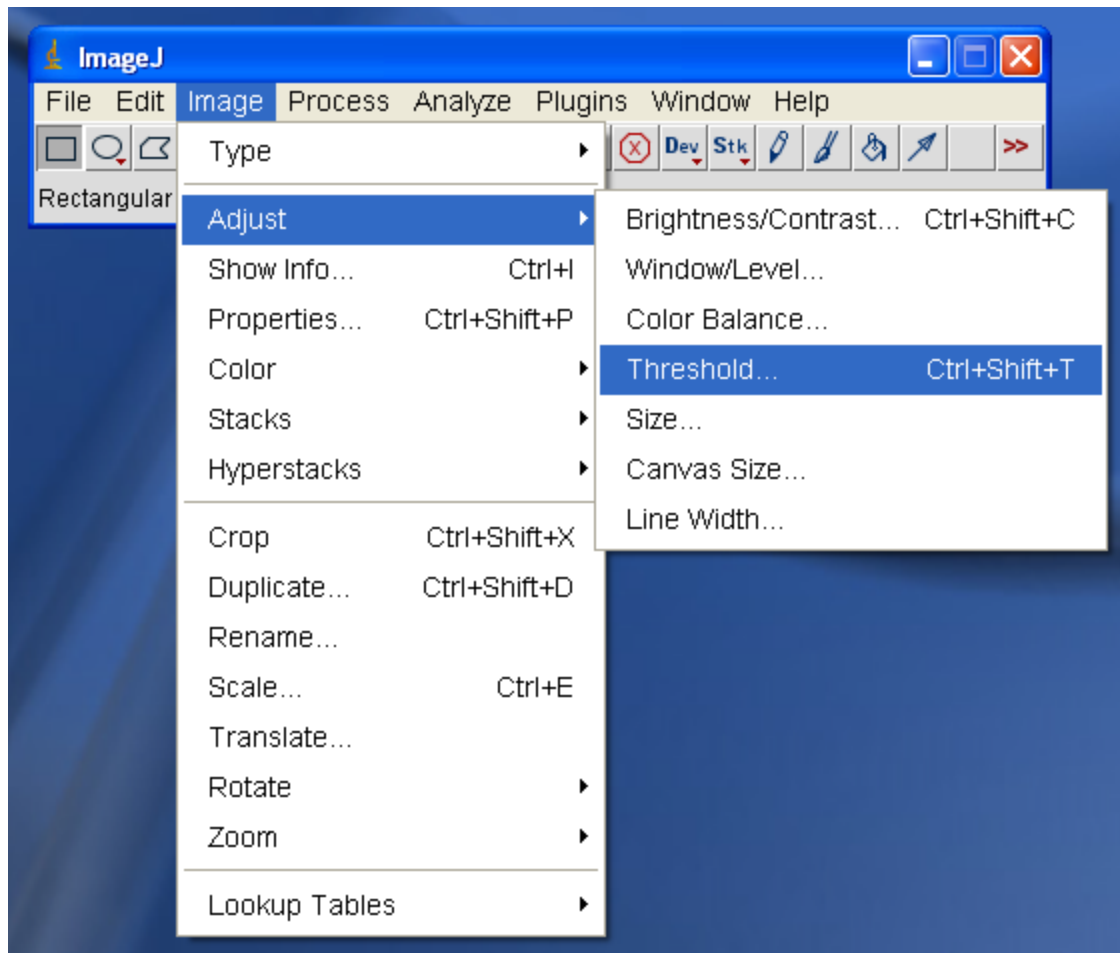 ImageJ
File Edit Image Process Analyze Plugins Window Help
Dev Stk >>
Rectangular
Type
Adjust
Show Info... Ctrl+I
Properties... Ctrl+Shift+P
Color
Stacks
Hyperstacks
Crop Ctrl+Shift+X
Duplicate... Ctrl+Shift+D
Rename...
Scale... Ctrl+E
Translate...
Rotate
Zoom
Lookup Tables
Brightness/Contrast... Ctrl+Shift+C
Window/Level...
Color Balance...
Threshold... Ctrl+Shift+T
Size...
Canvas Size...
Line Width...